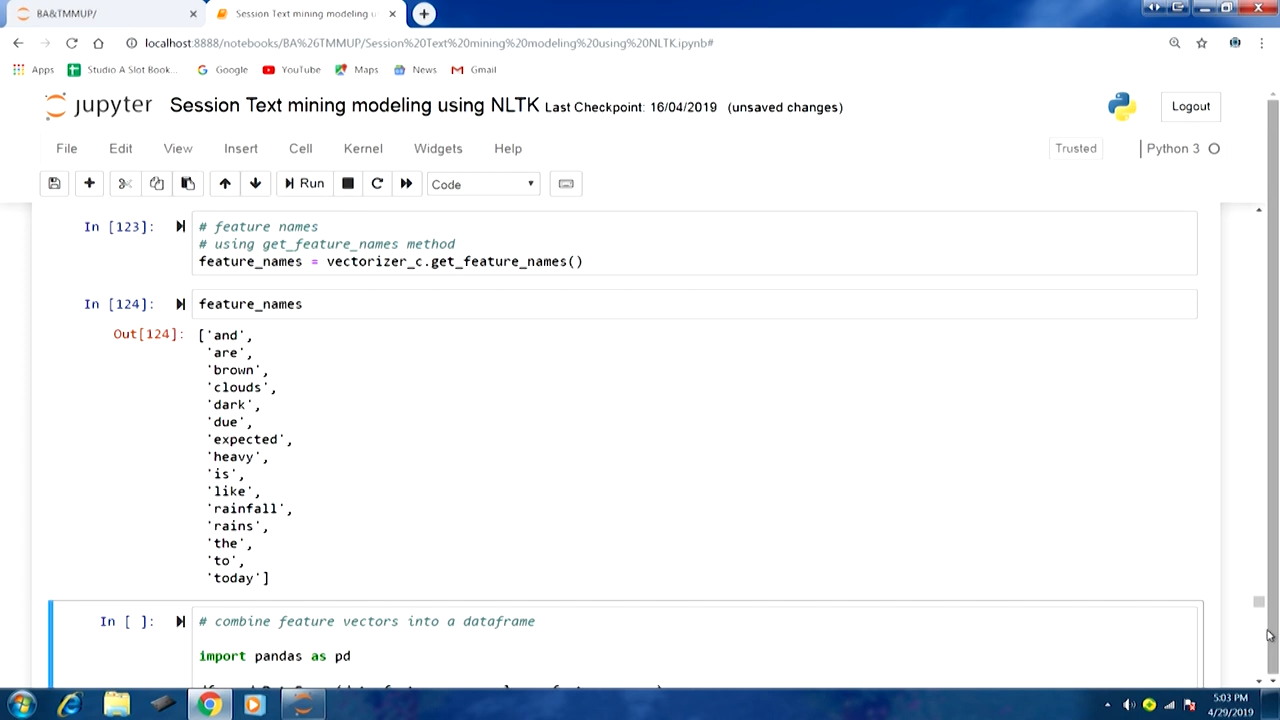 BA&TMMUP/
Session Text mining modeling u
localhost:8888/notebooks/BA%26TMMUP/Session%20Text%20mining%20modeling%20using%20NLTK.ipynb#
Apps
Studio A Slot Book...
Google
YouTube
Maps
News
Gmail
jupyter Session Text mining modeling using NLTK Last Checkpoint: 16/04/2019 (unsaved changes)
Logout
File Edit View Insert Cell Kernel Widgets Help
Trusted
Python 3
Run
Code
In [123]:
# feature names
# using get_feature_names method
feature_names = vectorizer_c.get_feature_names()
In [124]:
feature_names
Out[124]:
['and',
'are',
'brown',
'clouds',
'dark',
'due',
'expected',
'heavy',
'is',
'like',
'rainfall',
'rains',
'the',
'to',
'today']
In [ ]:
# combine feature vectors into a dataframe
import pandas as pd
5:03 PM
4/29/2019